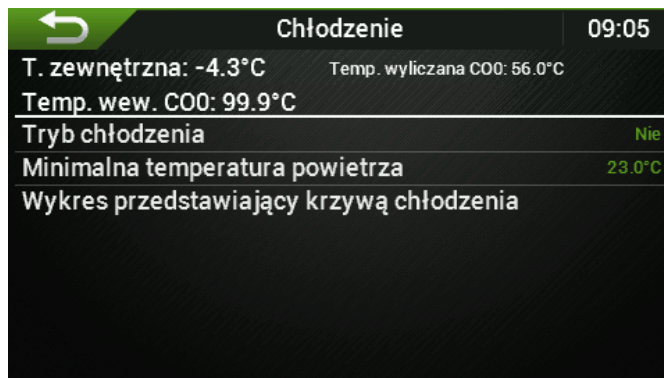 Chłodzenie 09:05
T. zewnętrzna: -4.3°C Temp. wyliczana CO0: 56.0°C
Temp. wew. CO0: 99.9°C
Tryb chłodzenia Nie
Minimalna temperatura powietrza 23.0°C
Wykres przedstawiający krzywą chłodzenia